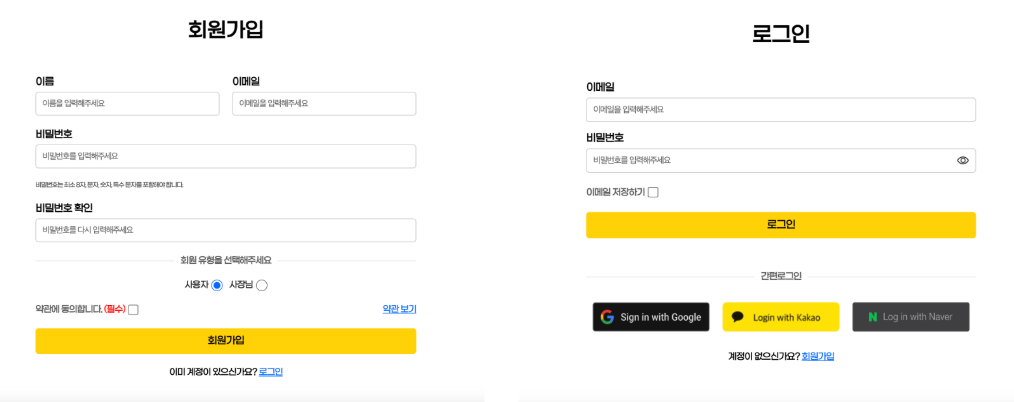 회원가입
이름 이메일
이름을 입력해주세요 이메일을 입력해주세요
비밀번호
비밀번호를 입력해주세요
비밀번호는 최소 8자, 문자, 숫자, 특수 문자를 포함해야 합니다.
비밀번호 확인
비밀번호를 다시 입력해주세요
회원 유형을 선택해주세요
사용자 사장님
약관에 동의합니다. (필수) 약관 보기
회원가입
이미 계정이 있으신가요? 로그인
로그인
이메일
이메일을 입력해주세요
비밀번호
비밀번호를 입력해주세요
이메일 저장하기
로그인
간편로그인
Sign in with Google Login with Kakao Log in with Naver
계정이 없으신가요? 회원가입